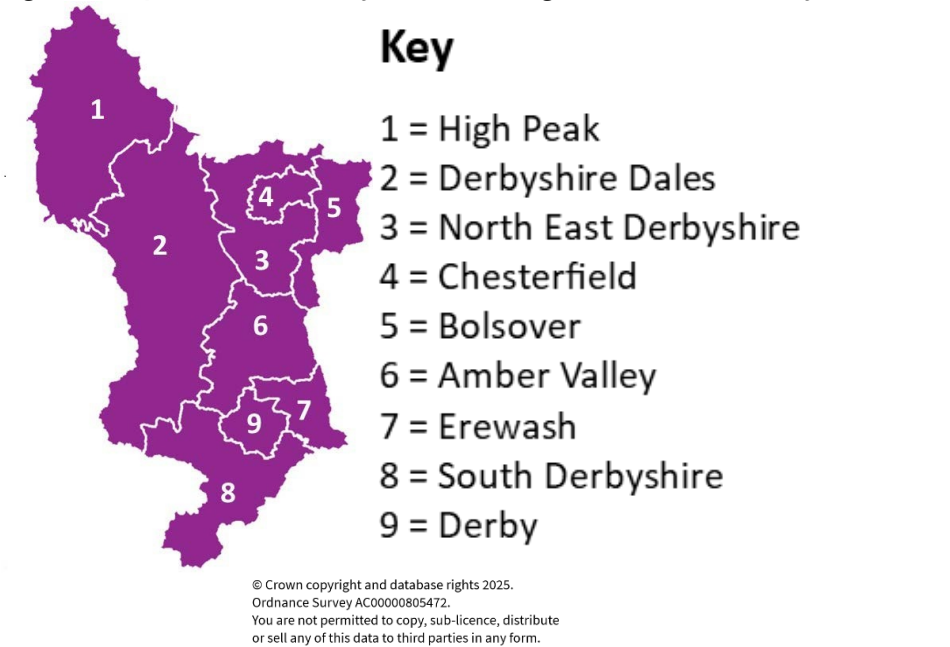 Key
1 = High Peak
2 = Derbyshire Dales
3 = North East Derbyshire
4 = Chesterfield
5 = Bolsover
6 = Amber Valley
7 = Erewash
8 = South Derbyshire
9 = Derby
1
2
3
4
5
6
7
8
9
© Crown copyright and database rights 2025.
Ordnance Survey AC00000805472.
You are not permitted to copy, sub-licence, distribute
or sell any of this data to third parties in any form.